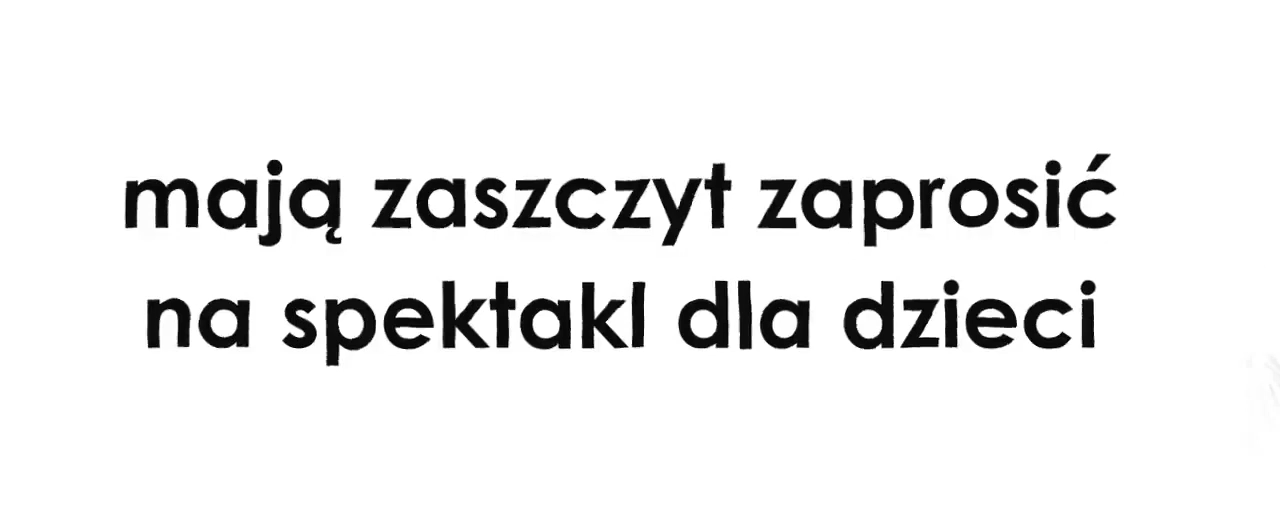 mają zaszczyt zaprosić
na spektakl dla dzieci